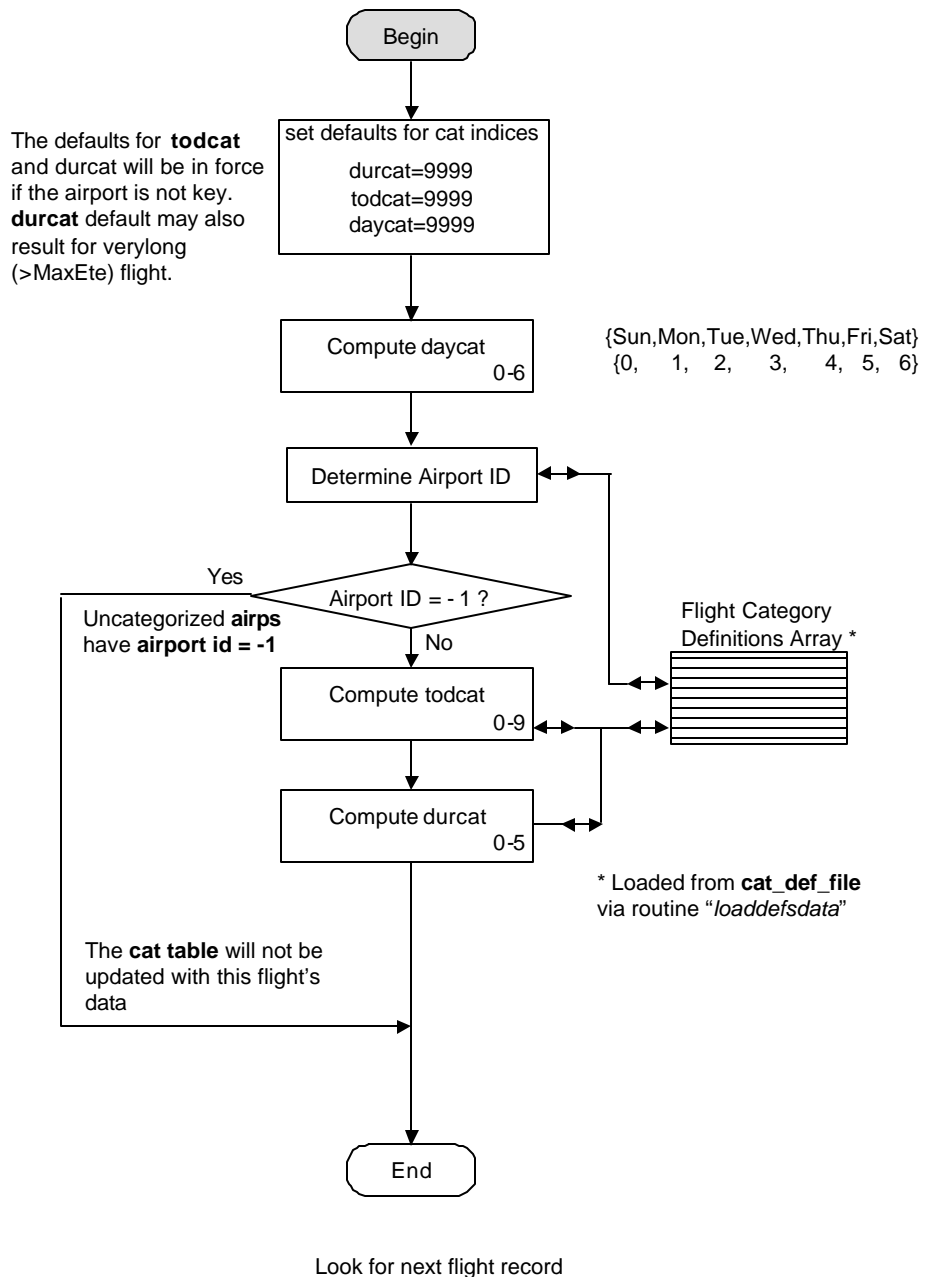 Begin
The defaults for todcat
and durcat will be in force
if the airport is not key.
durcat default may also
result for verylong
(>MaxEte) flight.
set defaults for cat indices
durcat=9999
todcat=9999
daycat=9999
Compute daycat
0-6
{Sun,Mon,Tue,Wed,Thu,Fri,Sat}
{0, 1, 2, 3, 4, 5, 6}
Determine Airport ID
Yes
Airport ID = - 1 ?
Uncategorized airps
have airport id = -1
No
Flight Category
Definitions Array *
Compute todcat
0-9
Compute durcat
0-5
* Loaded from cat_def_file
via routine “loaddefsdata”
The cat table will not be
updated with this flight’s
data
End
Look for next flight record